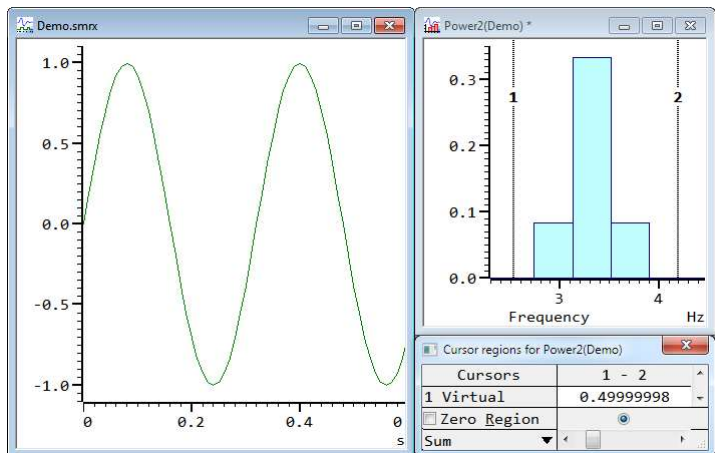 Demo.smrx
1.0
0.5
0.0
-0.5
-1.0
0 0.2 0.4 0
s
Power2(Demo) *
0.3
0.2
0.1
0.0
1 2
3 4
Frequency Hz
Cursor regions for Power2(Demo)
Cursors 1 - 2
1 Virtual 0.49999998
Zero Region
Sum